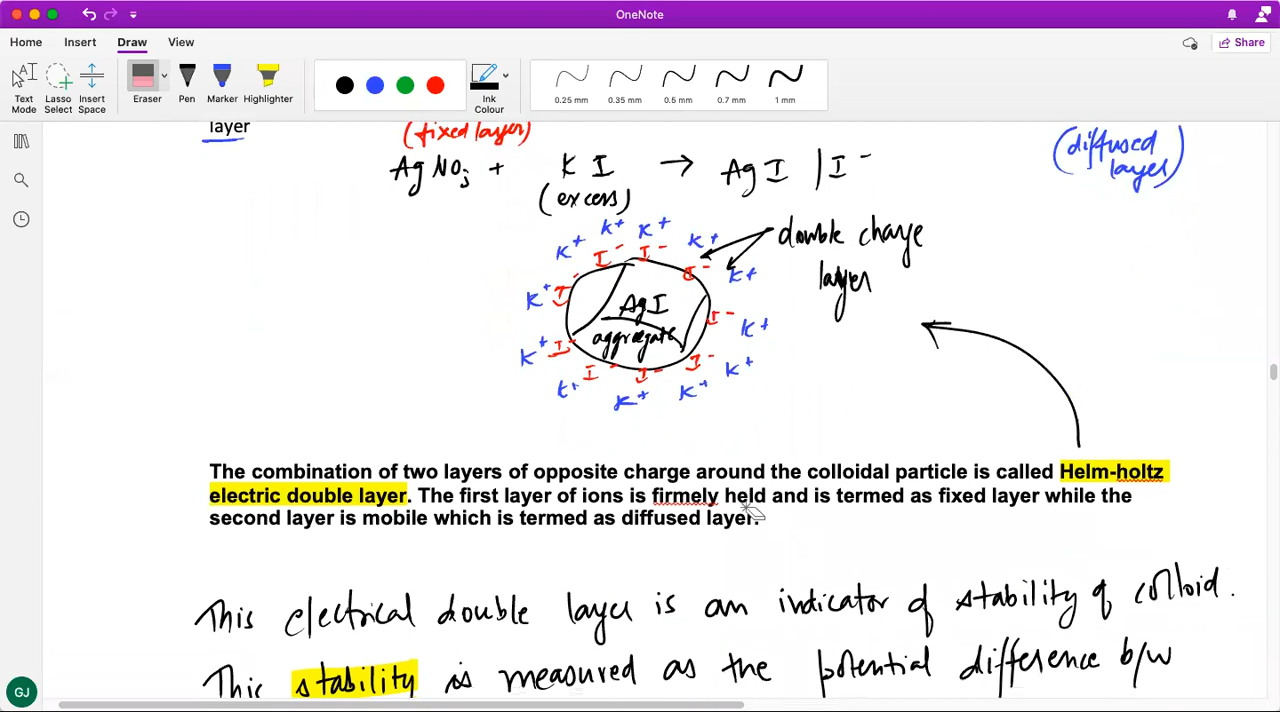 OneNote
Home Insert Draw View
Share
Text Mode
Lasso Select
Insert Space
Eraser
Pen
Marker
Highlighter
Ink Colour
0.25 mm
0.35 mm
0.5 mm
0.7 mm
1 mm
layer
(fixed layer)
(diffused layer)
AgNO3 + KI → AgI | I⁻
(excess)
K+ K+ K+ K+ K+ K+ K+ K+ K+ K+ K+ K+ K+
I⁻ I⁻ I⁻ I⁻ I⁻ I⁻ I⁻ I⁻ I⁻
double charge
layer
AgI
aggregate
The combination of two layers of opposite charge around the colloidal particle is called Helm-holtz
electric double layer. The first layer of ions is firmely held and is termed as fixed layer while the
second layer is mobile which is termed as diffused layer.
This electrical double layer is an indicator of stability of colloid.
This stability is measured as the potential difference b/w
GJ